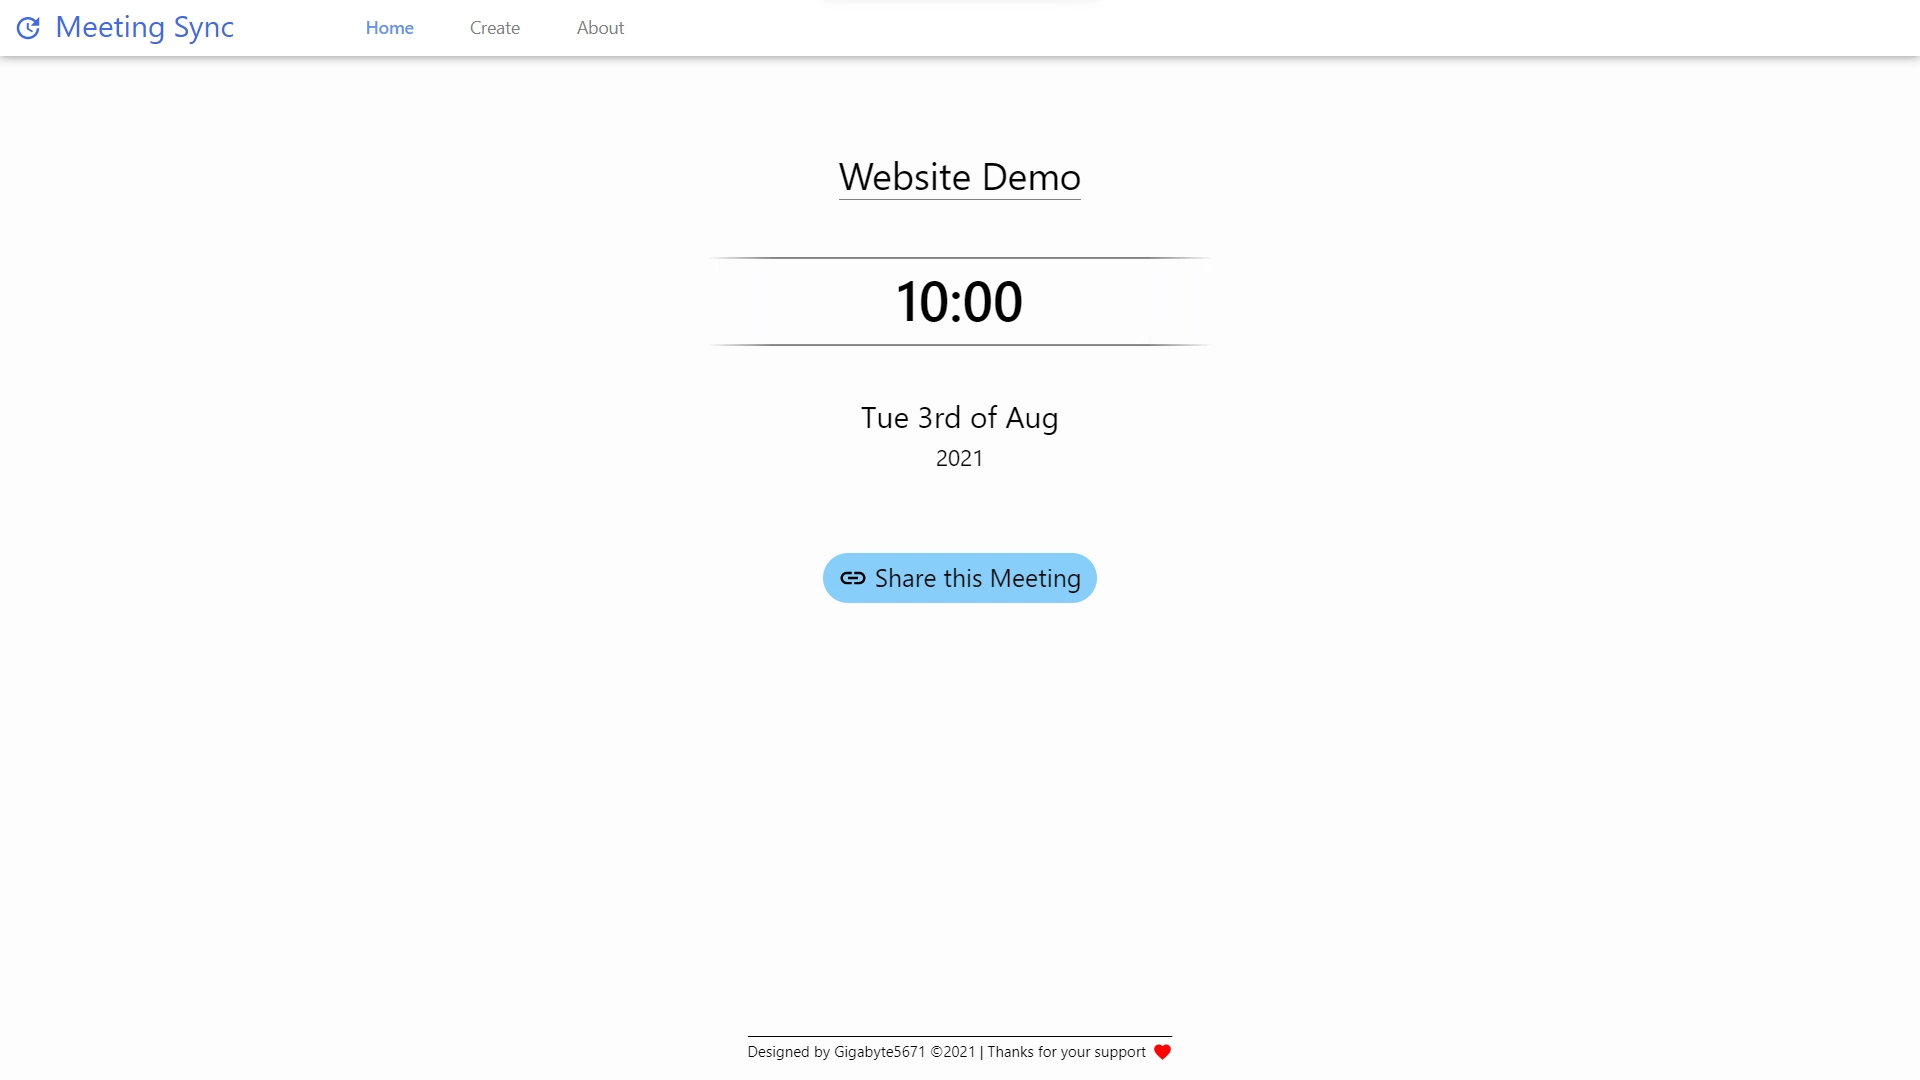 Meeting Sync
Home
Create
About
Website Demo
10:00
Tue 3rd of Aug
2021
Share this Meeting
Designed by Gigabyte5671 ©2021 | Thanks for your support